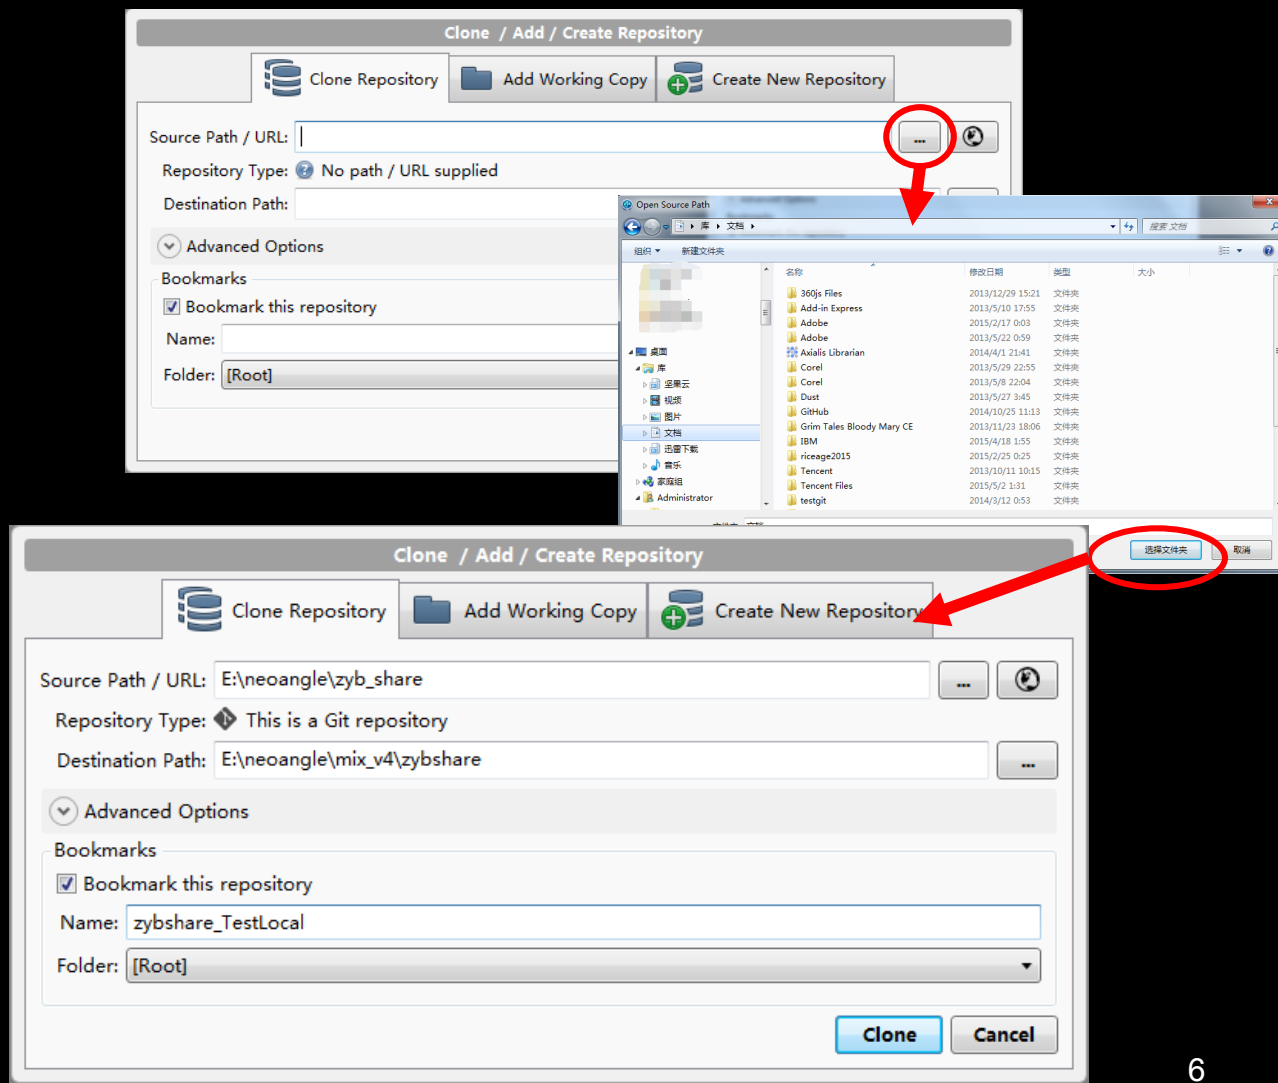 Clone / Add / Create Repository
Clone Repository
Add Working Copy
Create New Repository
Source Path / URL:
...
Repository Type: No path / URL supplied
Destination Path:
Advanced Options
Bookmarks
Bookmark this repository
Name:
Folder: [Root]
Open Source Path
库 文档
搜索 文档
组织 新建文件夹
名称 修改日期 类型 大小
360js Files 2013/12/29 15:21 文件夹
Add-in Express 2013/5/10 17:55 文件夹
Adobe 2015/2/17 0:03 文件夹
Adobe 2013/5/22 0:59 文件夹
Axialis Librarian 2014/4/1 21:41 文件夹
Corel 2013/5/29 22:55 文件夹
Corel 2013/5/8 22:04 文件夹
Dust 2013/5/27 3:45 文件夹
GitHub 2014/10/25 11:13 文件夹
Grim Tales Bloody Mary CE 2013/11/23 18:06 文件夹
IBM 2015/4/18 1:55 文件夹
riceage2015 2015/2/25 0:25 文件夹
Tencent 2013/10/11 10:15 文件夹
Tencent Files 2015/5/2 1:31 文件夹
testgit 2014/3/12 0:53 文件夹
桌面
库
坚果云
视频
图片
文档
迅雷下载
音乐
家庭组
Administrator
选择文件夹
取消
Clone / Add / Create Repository
Clone Repository
Add Working Copy
Create New Repository
Source Path / URL: E:\neoangle\zyb_share
...
Repository Type: This is a Git repository
Destination Path: E:\neoangle\mix_v4\zybshare
...
Advanced Options
Bookmarks
Bookmark this repository
Name: zybshare_TestLocal
Folder: [Root]
Clone
Cancel
6